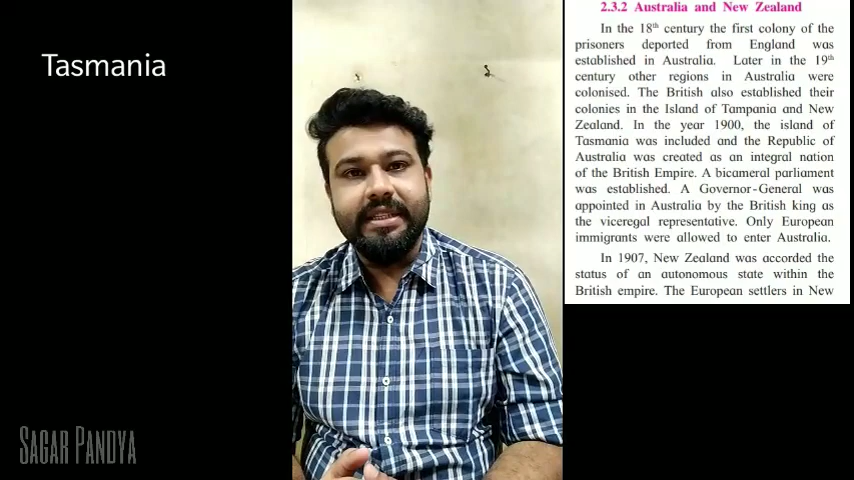 Tasmania
SAGAR PANDYA
2.3.2 Australia and New Zealand
In the 18th century the first colony of the
prisoners deported from England was
established in Australia. Later in the 19th
century other regions in Australia were
colonised. The British also established their
colonies in the Island of Tampania and New
Zealand. In the year 1900, the island of
Tasmania was included and the Republic of
Australia was created as an integral nation
of the British Empire. A bicameral parliament
was established. A Governor-General was
appointed in Australia by the British king as
the viceregal representative. Only European
immigrants were allowed to enter Australia.
In 1907, New Zealand was accorded the
status of an autonomous state within the
British empire. The European settlers in New